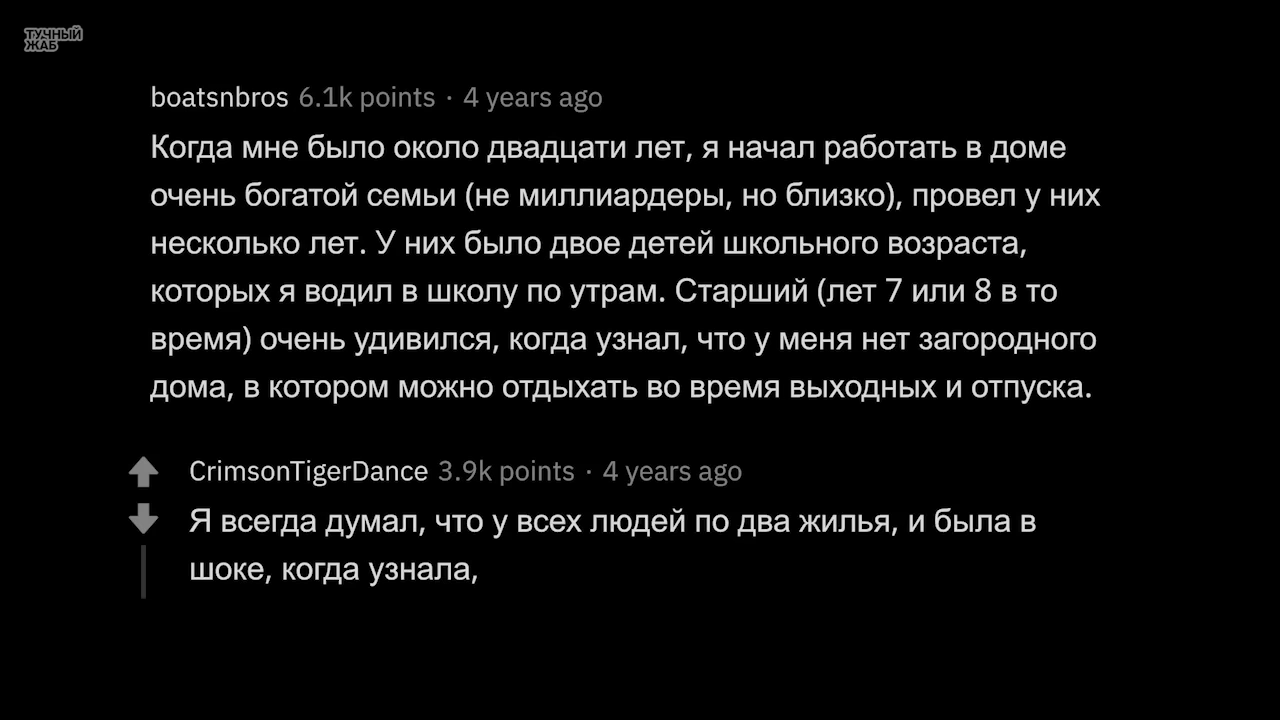 ТУЧНЫЙ
ЖАБ
boatsnbros 6.1k points · 4 years ago
Когда мне было около двадцати лет, я начал работать в доме
очень богатой семьи (не миллиардеры, но близко), провел у них
несколько лет. У них было двое детей школьного возраста,
которых я водил в школу по утрам. Старший (лет 7 или 8 в то
время) очень удивился, когда узнал, что у меня нет загородного
дома, в котором можно отдыхать во время выходных и отпуска.
CrimsonTigerDance 3.9k points · 4 years ago
Я всегда думал, что у всех людей по два жилья, и была в
шоке, когда узнала,